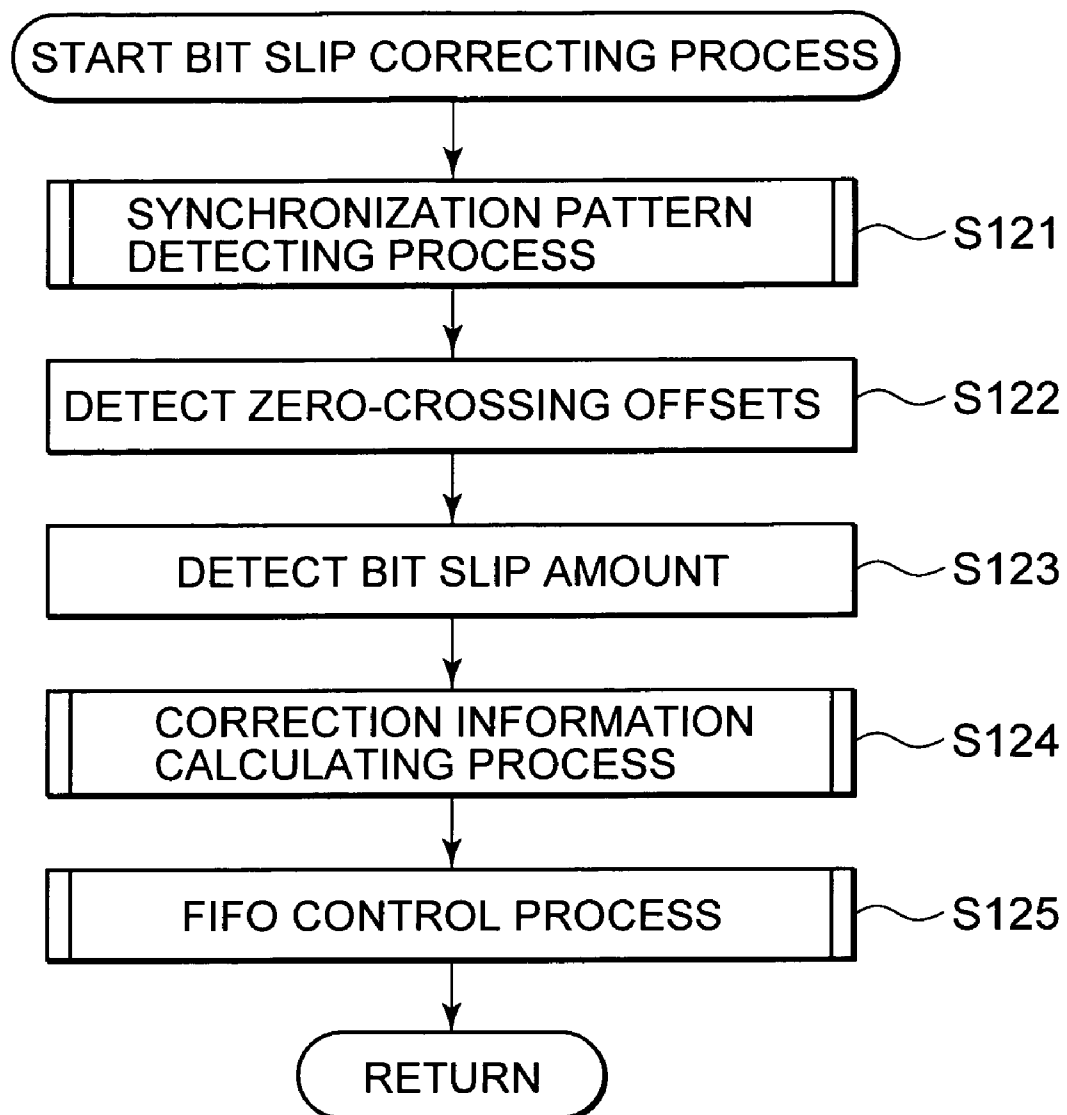 START BIT SLIP CORRECTING PROCESS
SYNCHRONIZATION PATTERN
DETECTING PROCESS
S121
DETECT ZERO-CROSSING OFFSETS
S122
DETECT BIT SLIP AMOUNT
S123
CORRECTION INFORMATION
CALCULATING PROCESS
S124
FIFO CONTROL PROCESS
S125
RETURN